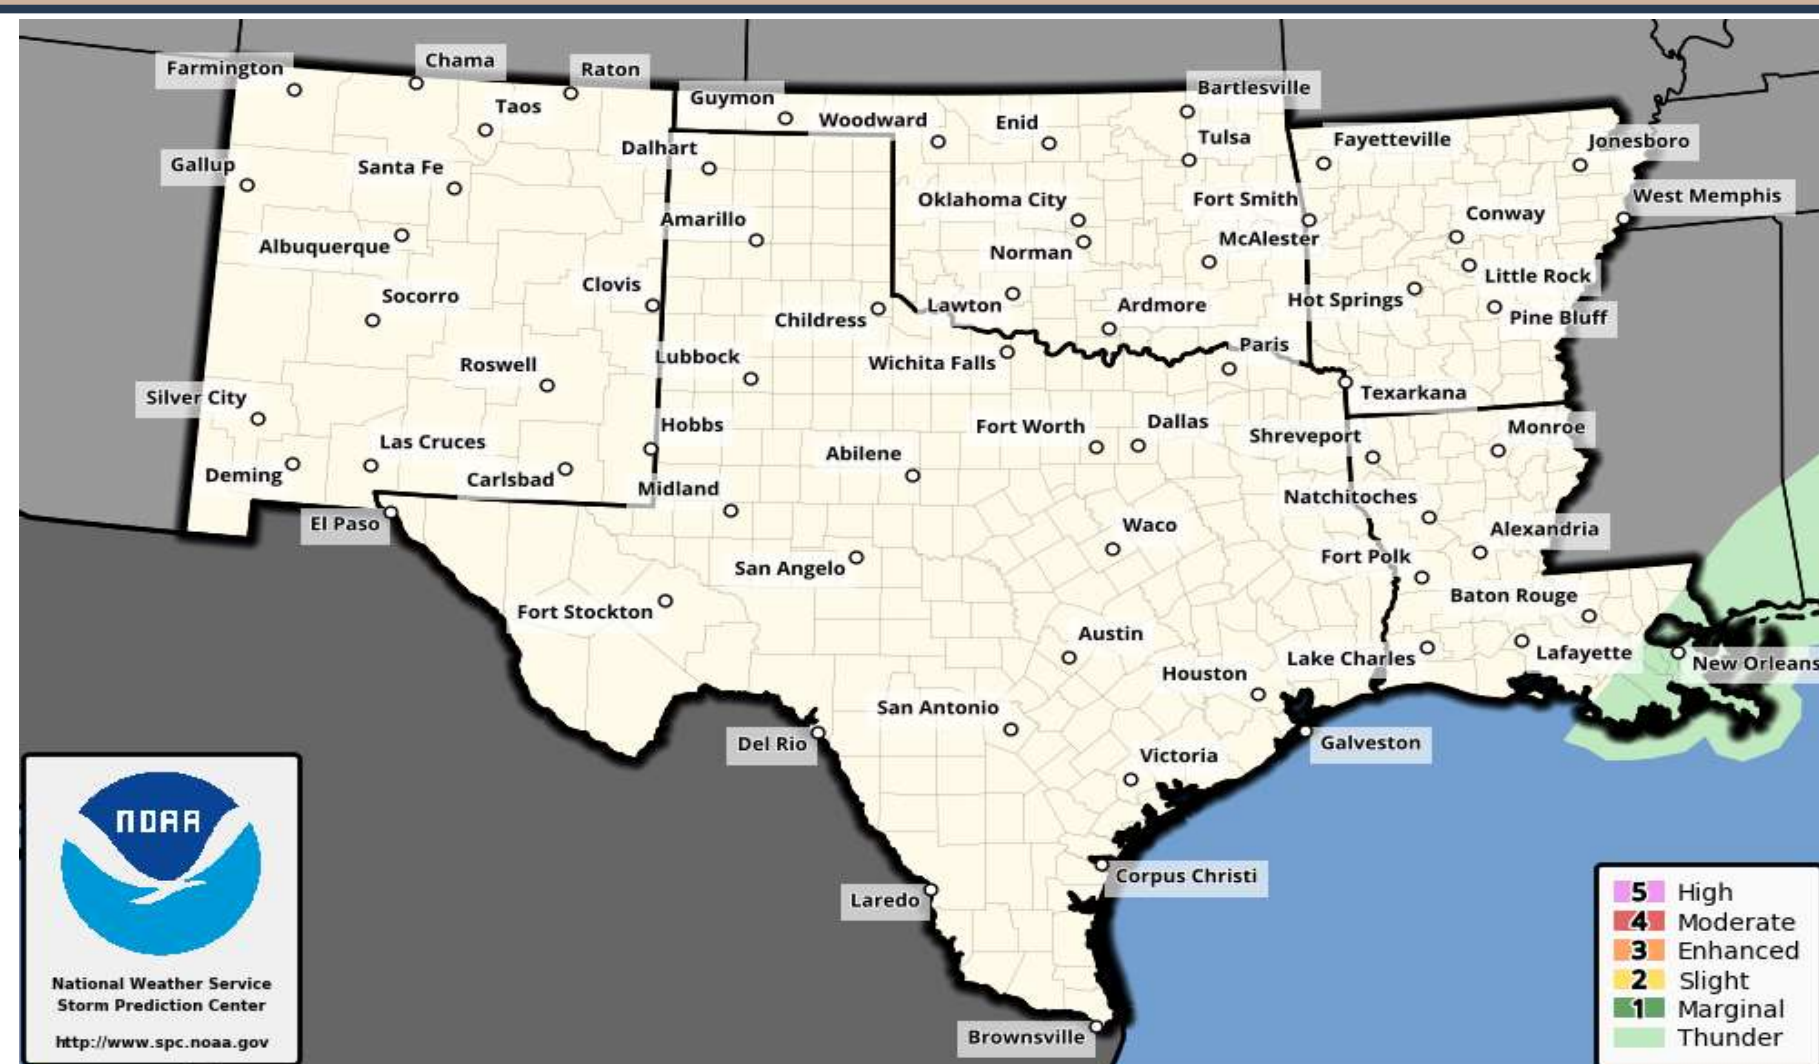 Farmington
Chama
Raton
Guymon
Bartlesville
Taos
Woodward
Enid
Tulsa
Fayetteville
Jonesboro
Gallup
Santa Fe
Dalhart
Oklahoma City
Fort Smith
Conway
West Memphis
Albuquerque
Amarillo
Norman
McAlester
Little Rock
Socorro
Clovis
Childress
Lawton
Ardmore
Hot Springs
Pine Bluff
Roswell
Lubbock
Wichita Falls
Paris
Texarkana
Silver City
Las Cruces
Hobbs
Abilene
Fort Worth
Dallas
Shreveport
Monroe
Deming
Carlsbad
Midland
Natchitoches
El Paso
San Angelo
Waco
Fort Polk
Alexandria
Fort Stockton
Austin
Baton Rouge
Houston
Lake Charles
Lafayette
New Orleans
Del Rio
San Antonio
Victoria
Galveston
Corpus Christi
Laredo
Brownsville
NOAA
National Weather Service
Storm Prediction Center
http://www.spc.noaa.gov
5 High
4 Moderate
3 Enhanced
2 Slight
1 Marginal
Thunder